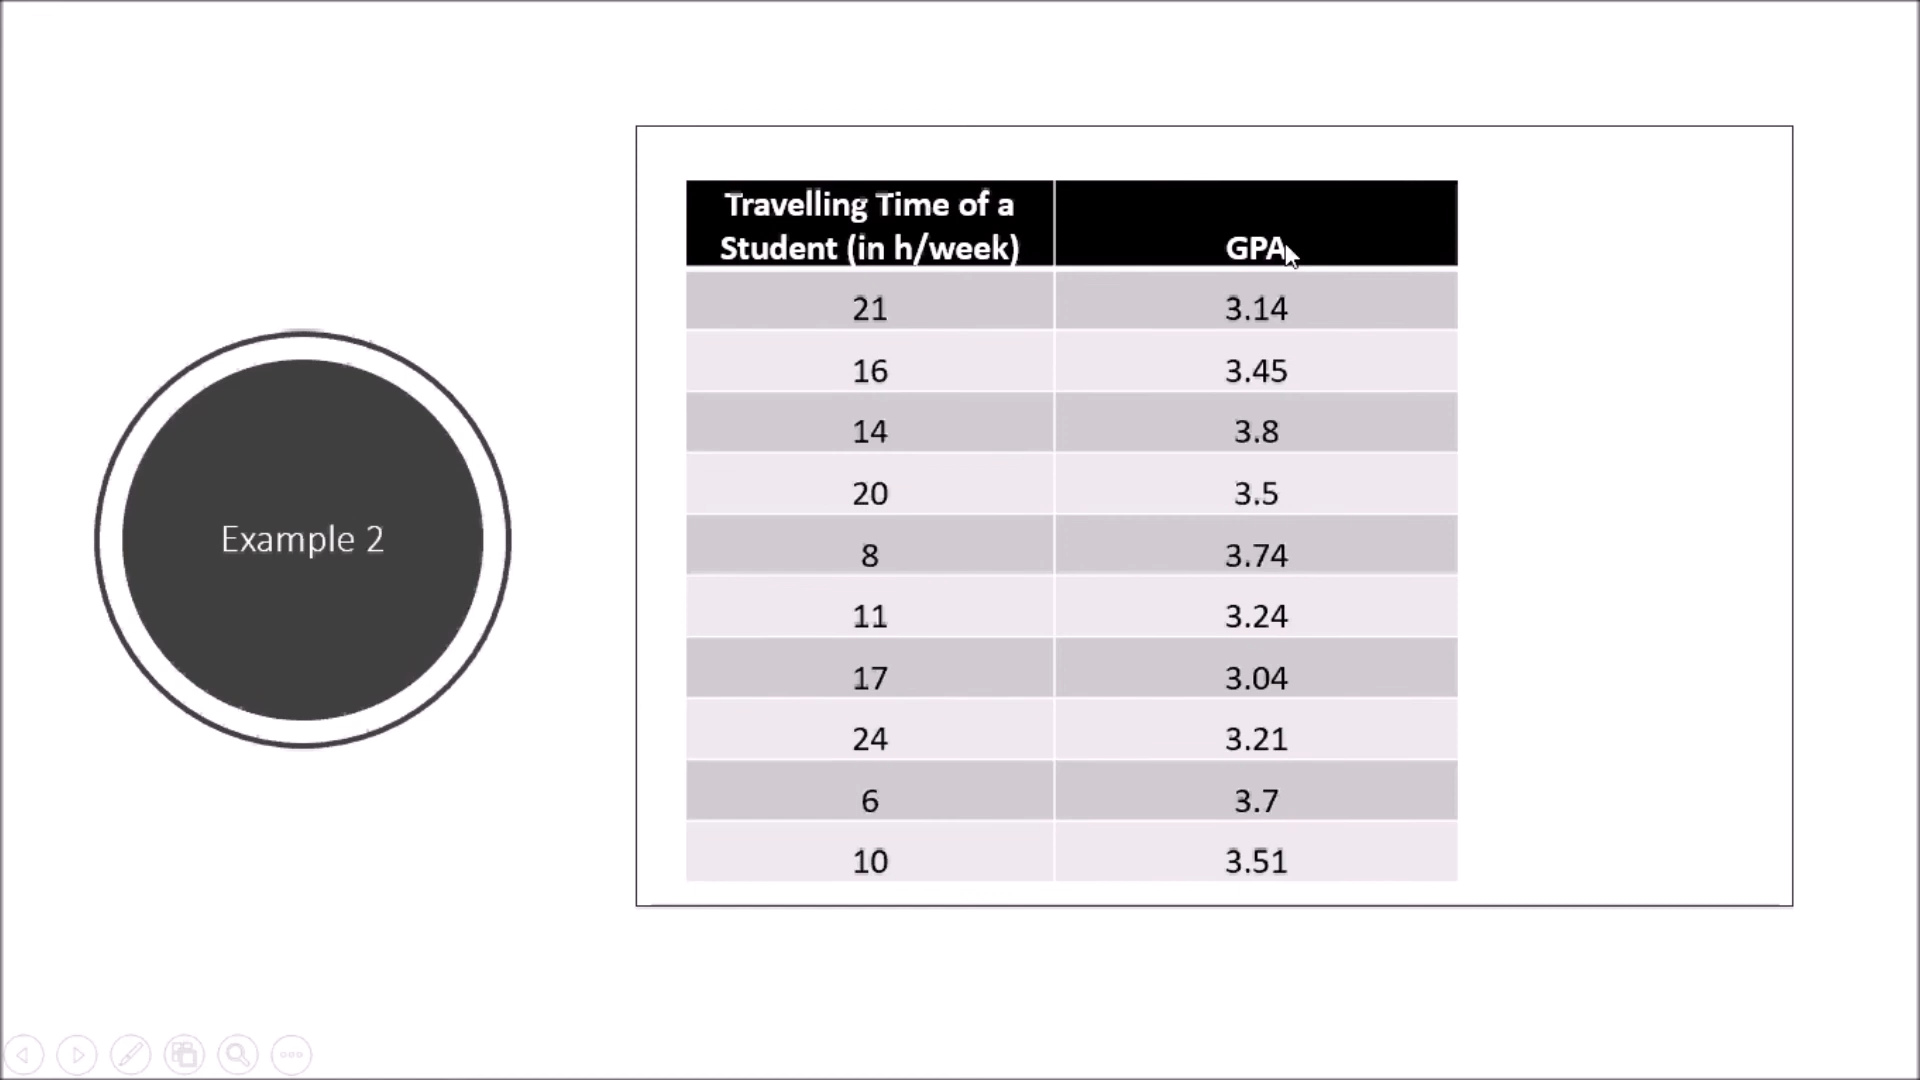 Example 2
Travelling Time of a
Student (in h/week)
GPA
21 3.14
16 3.45
14 3.8
20 3.5
8 3.74
11 3.24
17 3.04
24 3.21
6 3.7
10 3.51